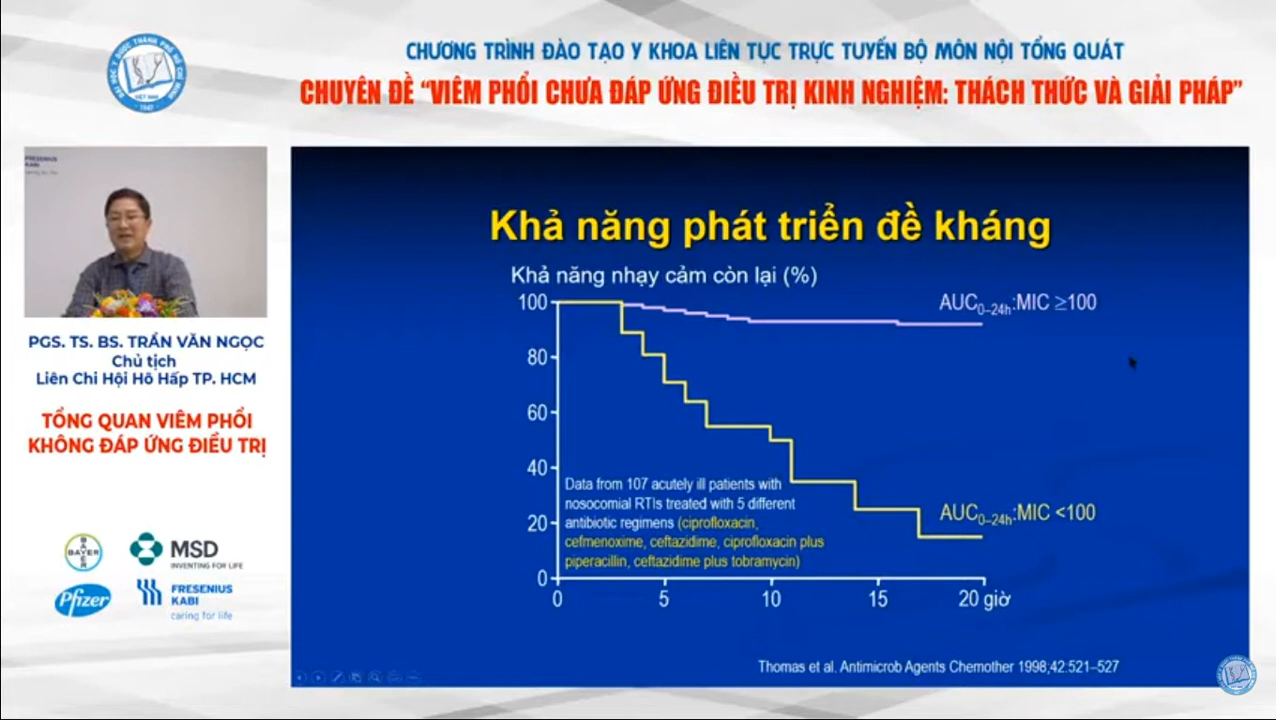 CHƯƠNG TRÌNH ĐÀO TẠO Y KHOA LIÊN TỤC TRỰC TUYẾN BỘ MÔN NỘI TỔNG QUÁT
CHUYÊN ĐỀ “VIÊM PHỔI CHƯA ĐÁP ỨNG ĐIỀU TRỊ KINH NGHIỆM: THÁCH THỨC VÀ GIẢI PHÁP”
FRESENIUS
KABI
PGS. TS. BS. TRẦN VĂN NGỌC
Chủ tịch
Liên Chi Hội Hô Hấp TP. HCM
TỔNG QUAN VIÊM PHỔI
KHÔNG ĐÁP ỨNG ĐIỀU TRỊ
BAYER
BAYER
MSD
INVENTING FOR LIFE
Pfizer
FRESENIUS
KABI
caring for life
Khả năng phát triển đề kháng
Khả năng nhạy cảm còn lại (%)
100
80
60
40
20
0
AUC0–24h:MIC ≥100
AUC0–24h:MIC <100
Data from 107 acutely ill patients with
nosocomial RTIs treated with 5 different
antibiotic regimens (ciprofloxacin,
cefmenoxime, ceftazidime, ciprofloxacin plus
piperacillin, ceftazidime plus tobramycin)
0 5 10 15 20 giờ
Thomas et al. Antimicrob Agents Chemother 1998;42:521–527